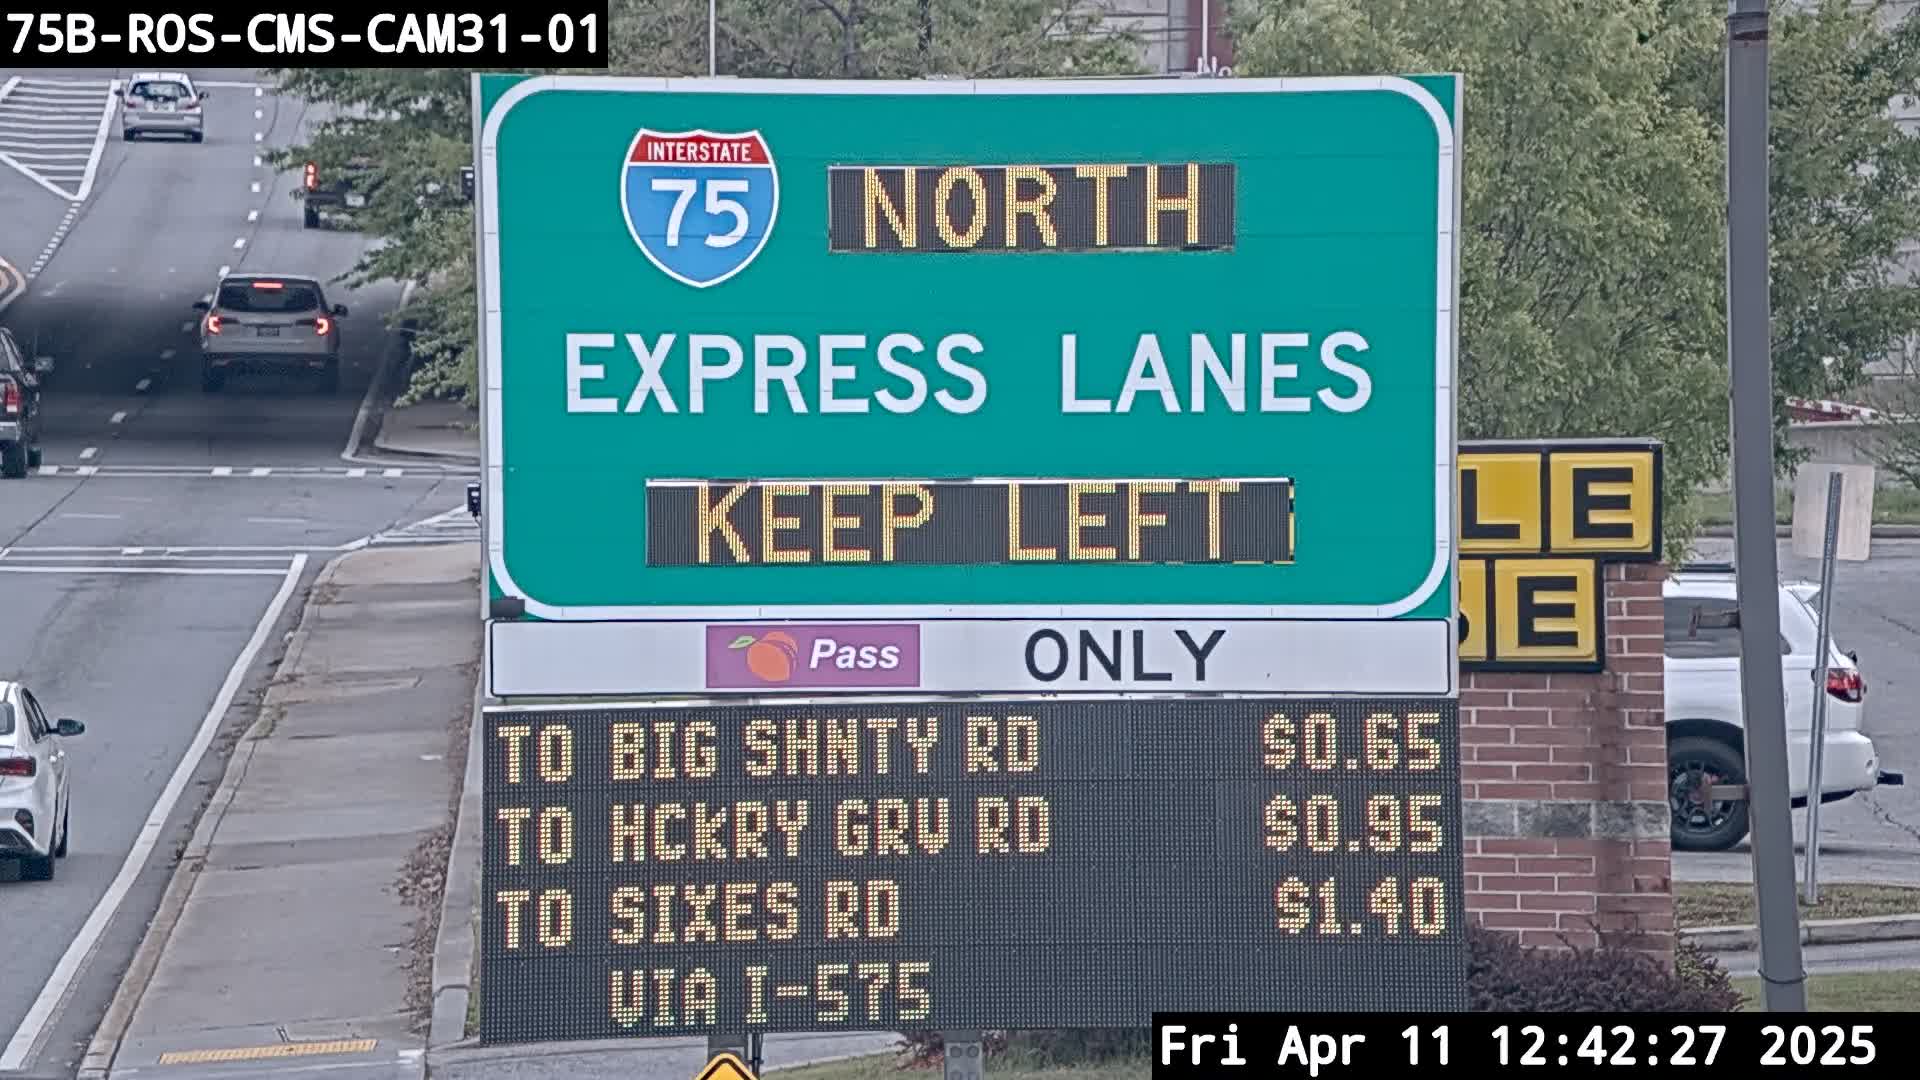 75B-ROS-CMS-CAM31-01
INTERSTATE
75
NORTH
EXPRESS LANES
KEEP LEFT
LE
E
Pass
ONLY
TO BIG SHNTY RD $0.65
TO HCKRY GRV RD $0.95
TO SIXES RD $1.40
VIA I-575
Fri Apr 11 12:42:27 2025